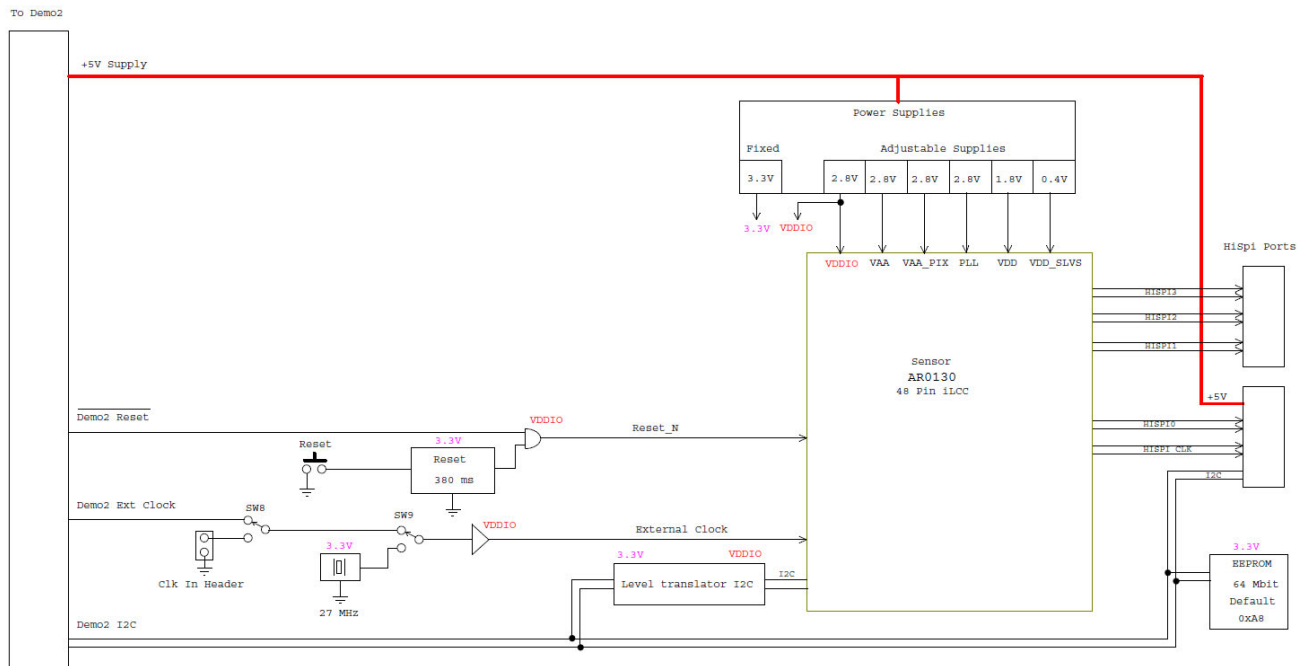 To Demo2
+5V Supply
Power Supplies
Fixed
Adjustable Supplies
3.3V
2.8V
2.8V
2.8V
2.8V
1.8V
0.4V
3.3V
VDDIO
HiSpi Ports
VDDIO
VAA
VAA_PIX
PLL
VDD
VDD_SLVS
HISPI3
HISPI2
HISPI1
Sensor
AR0130
48 Pin iLCC
+5V
Demo2 Reset
VDDIO
HISPI0
Reset_N
Reset
3.3V
HISPI CLK
Reset
380 ms
I2C
Demo2 Ext Clock
SW8
SW9
VDDIO
External Clock
3.3V
3.3V
VDDIO
3.3V
Clk In Header
Level translator I2C
I2C
EEPROM
64 Mbit
Default
0xA8
27 MHz
Demo2 I2C